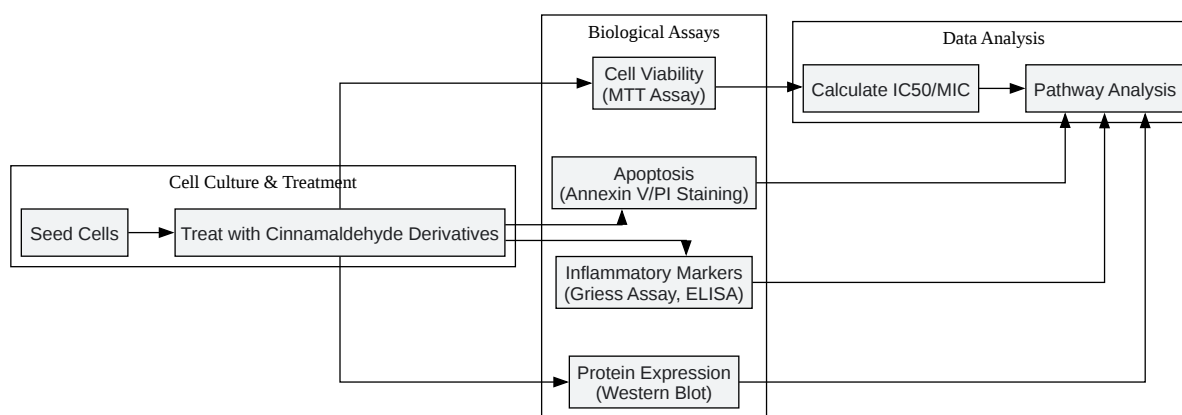 Cell Culture & Treatment
Seed Cells
Treat with Cinnamaldehyde Derivatives
Biological Assays
Cell Viability
(MTT Assay)
Apoptosis
(Annexin V/PI Staining)
Inflammatory Markers
(Griess Assay, ELISA)
Protein Expression
(Western Blot)
Data Analysis
Calculate IC50/MIC
Pathway Analysis